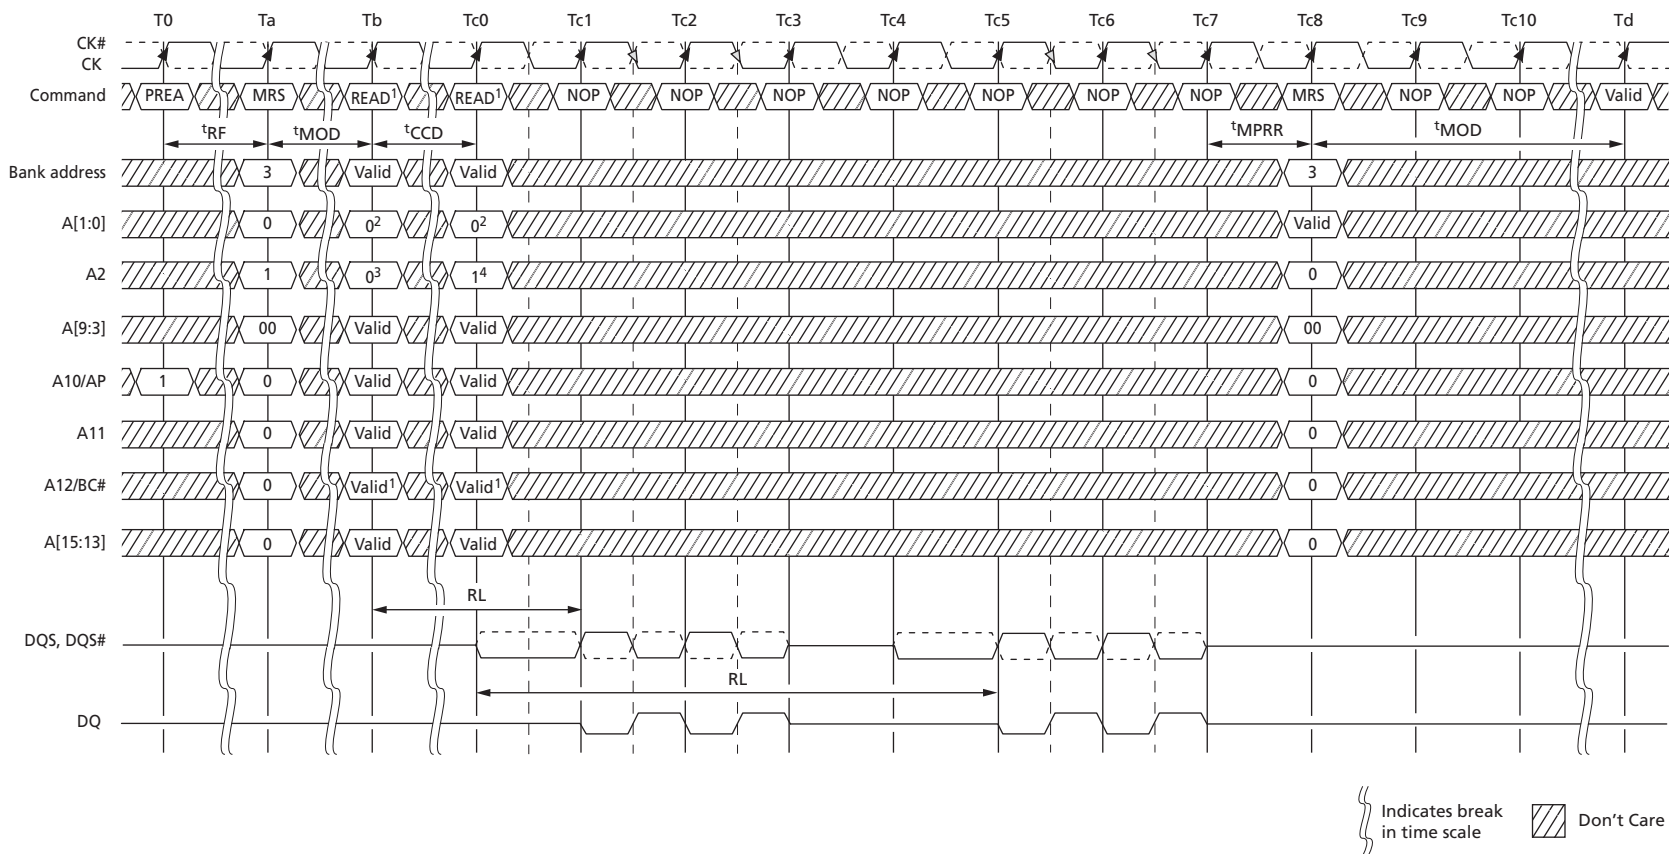 T0 Ta Tb Tc0 Tc1 Tc2 Tc3 Tc4 Tc5 Tc6 Tc7 Tc8 Tc9 Tc10 Td
CK#
CK
Command PREA MRS READ¹ READ¹ NOP NOP NOP NOP NOP NOP NOP MRS NOP NOP Valid
tRF tMOD tCCD tMPRR tMOD
Bank address 3 Valid Valid 3
A[1:0] 0 0² 0² Valid
A2 1 0³ 1⁴ 0
A[9:3] 00 Valid Valid 00
A10/AP 1 0 Valid Valid 0
A11 0 Valid Valid 0
A12/BC# 0 Valid¹ Valid¹ 0
A[15:13] 0 Valid Valid 0
RL
DQS, DQS#
RL
DQ
Indicates break
in time scale
Don't Care